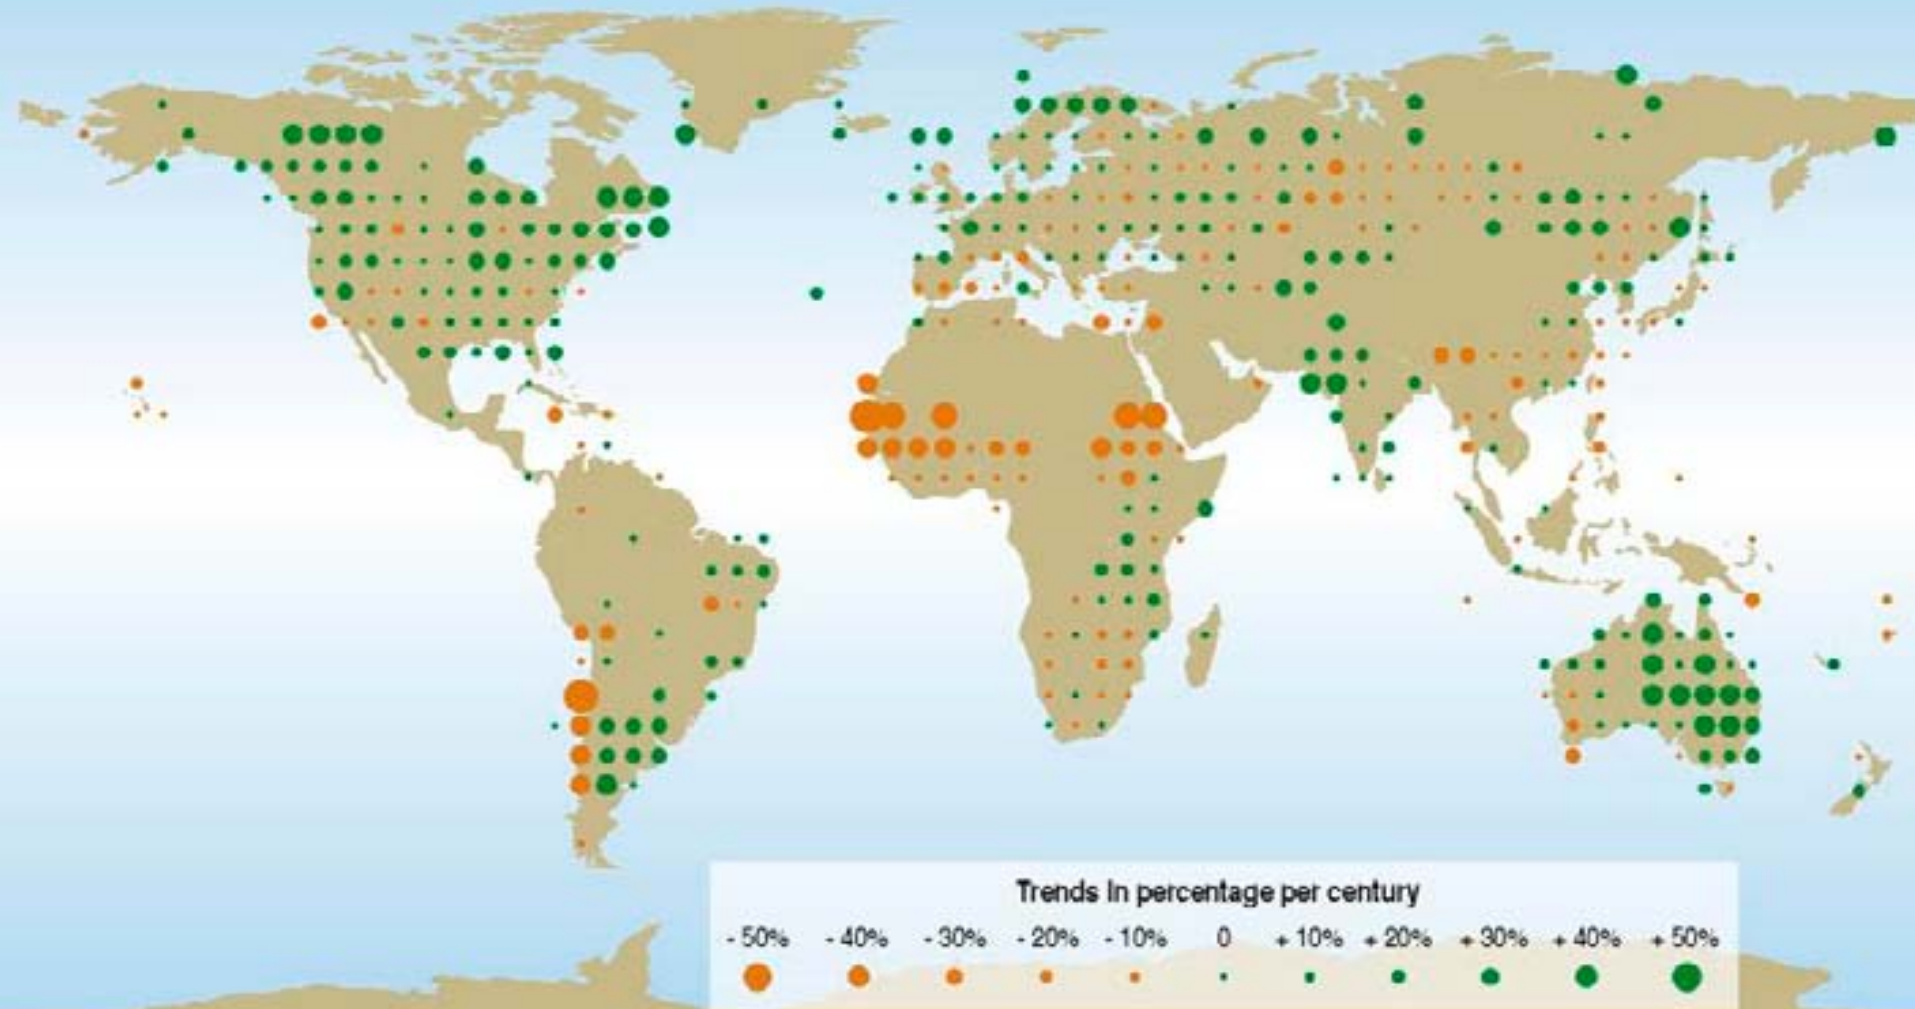 Trends in percentage per century
- 50% - 40% - 30% - 20% - 10% 0 + 10% + 20% + 30% + 40% + 50%